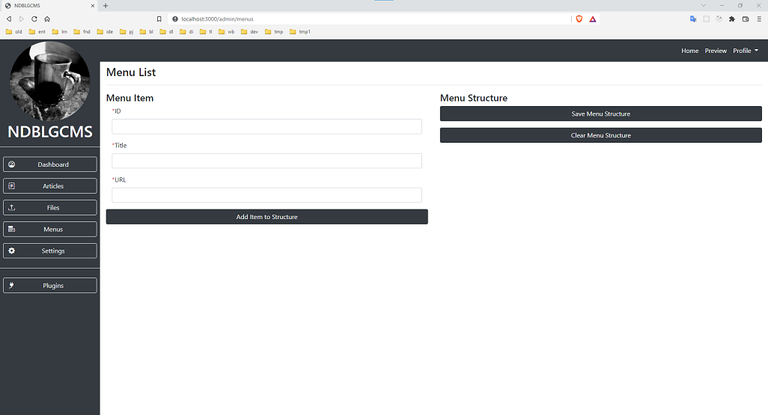 NDBLGCMS
localhost:3000/admin/menus
old ent lrn fnd ide pj bl df di tl wb dev tmp tmp1
Home Preview Profile
NDBLGCMS
Dashboard
Articles
Files
Menus
Settings
Plugins
Menu List
Menu Item
*ID
*Title
*URL
Add Item to Structure
Menu Structure
Save Menu Structure
Clear Menu Structure